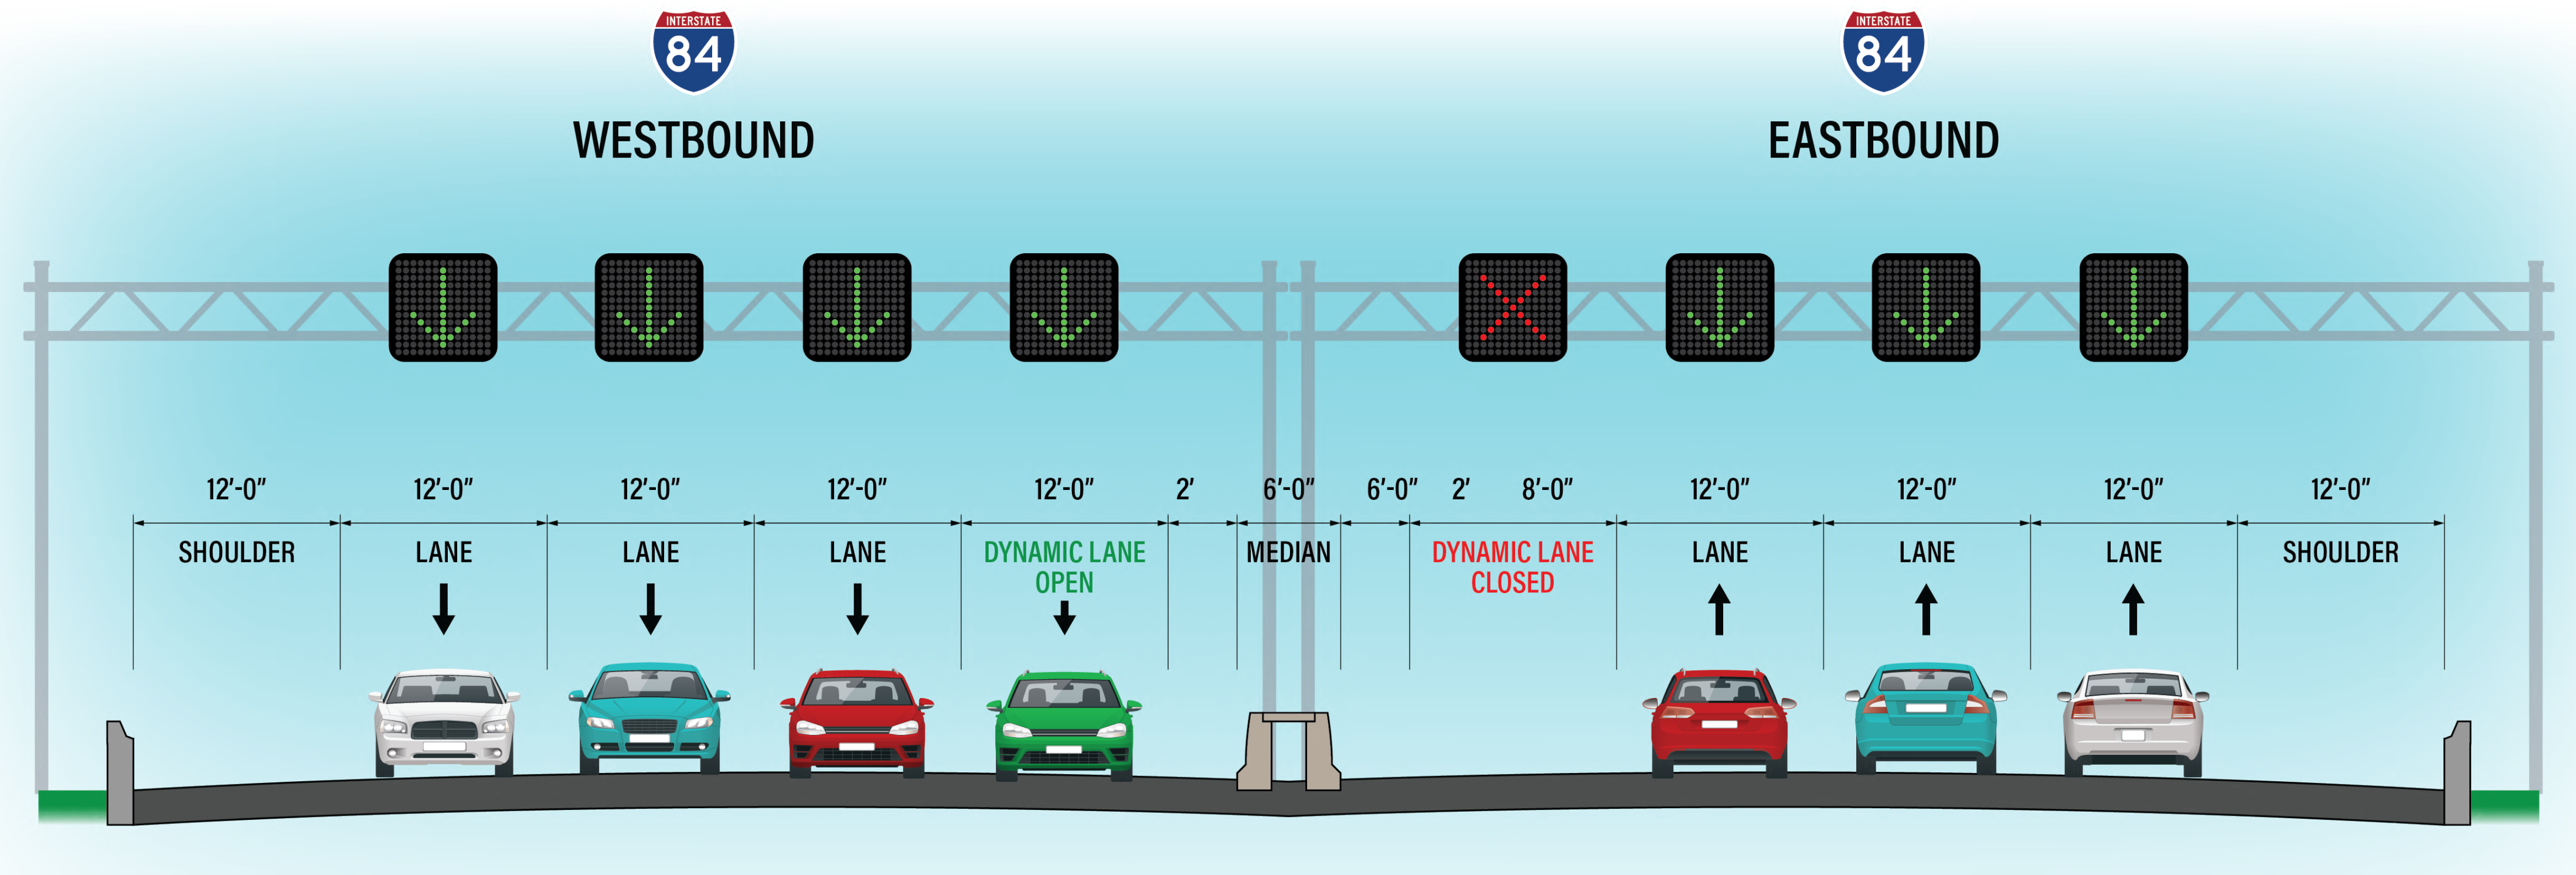 INTERSTATE
84
WESTBOUND
INTERSTATE
84
EASTBOUND
12'-0" 12'-0" 12'-0" 12'-0" 12'-0" 2' 6'-0" 6'-0" 2' 8'-0" 12'-0" 12'-0" 12'-0" 12'-0"
SHOULDER LANE LANE LANE DYNAMIC LANE MEDIAN DYNAMIC LANE LANE LANE LANE SHOULDER
OPEN CLOSED